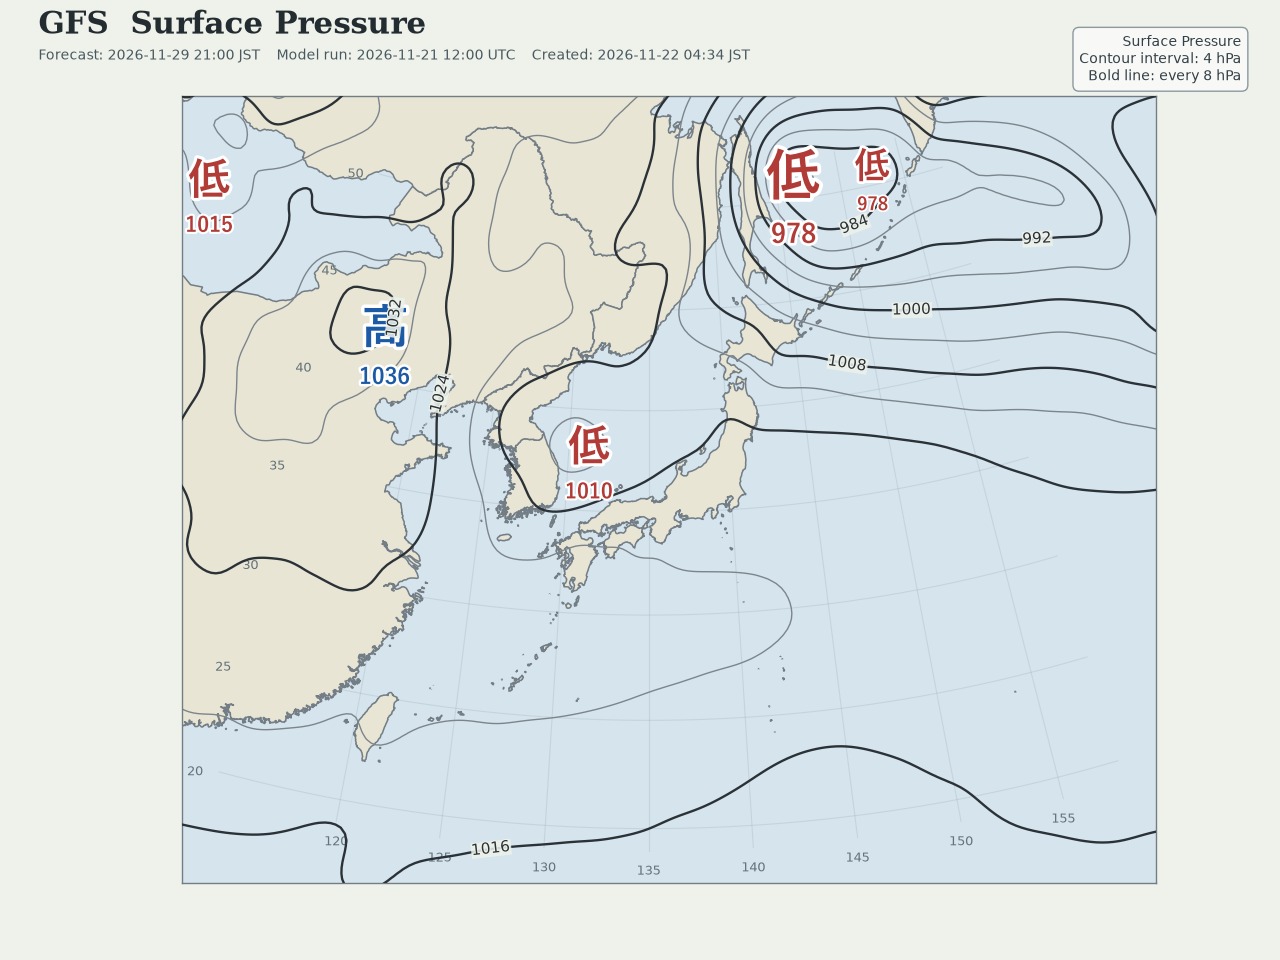 GFS Surface Pressure
Forecast: 2026-11-29 21:00 JST Model run: 2026-11-21 12:00 UTC Created: 2026-11-22 04:34 JST
Surface Pressure
Contour interval: 4 hPa
Bold line: every 8 hPa
低
1015
50
低
978
低
978
984
992
45
高
1032
1036
1000
1008
40
1024
35
低
1010
30
25
20
120
125
1016
130
135
140
145
150
155